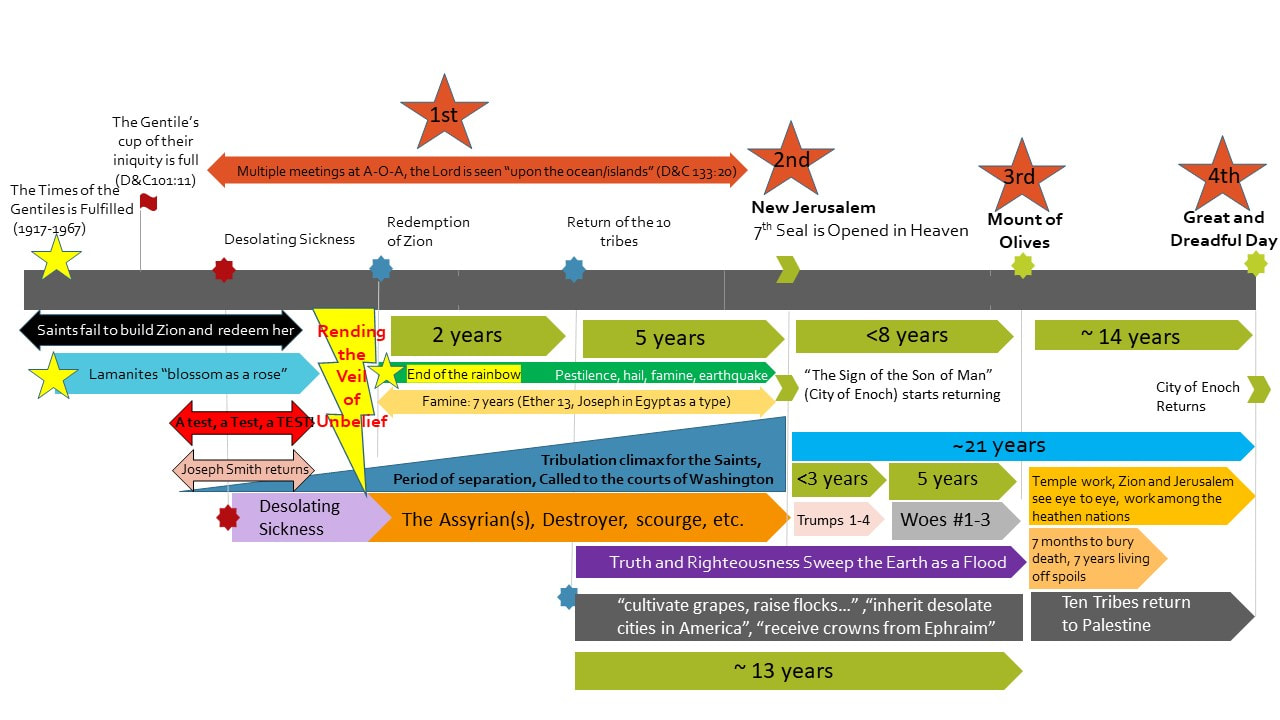 1st
2nd
3rd
4th
The Gentile's
cup of their
iniquity is full
(D&C101:11)
Multiple meetings at A-O-A, the Lord is seen "upon the ocean/islands" (D&C 133:20)
The Times of the
Gentiles is Fulfilled
(1917-1967)
Desolating Sickness
Redemption
of Zion
Return of the 10
tribes
New Jerusalem
7th Seal is Opened in Heaven
Mount of
Olives
Great and
Dreadful Day
Saints fail to build Zion and redeem her
Rending
the
Veil
of
Unbelief
2 years
5 years
<8 years
~ 14 years
Lamanites "blossom as a rose"
End of the rainbow
Pestilence, hail, famine, earthquake
"The Sign of the Son of Man"
(City of Enoch) starts returning
City of Enoch
Returns
Famine: 7 years (Ether 13, Joseph in Egypt as a type)
A test, a Test, a TEST!
~21 years
Joseph Smith returns
Tribulation climax for the Saints,
Period of separation, Called to the courts of Washington
<3 years
5 years
Temple work, Zion and Jerusalem
see eye to eye, work among the
heathen nations
Desolating
Sickness
The Assyrian(s), Destroyer, scourge, etc.
Trumps 1-4
Woes #1-3
Truth and Righteousness Sweep the Earth as a Flood
7 months to bury
death, 7 years living
off spoils
"cultivate grapes, raise flocks..." ,"inherit desolate
cities in America", "receive crowns from Ephraim"
Ten Tribes return
to Palestine
~ 13 years